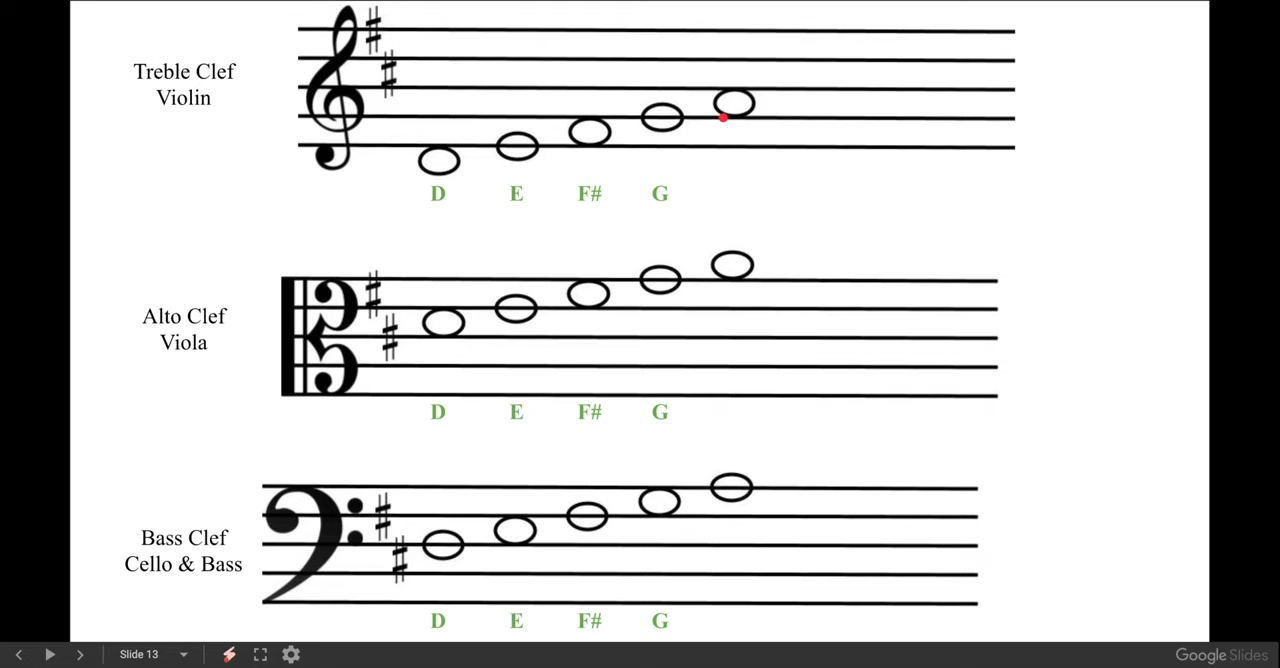 Treble Clef
Violin
D E F# G
Alto Clef
Viola
D E F# G
Bass Clef
Cello & Bass
D E F# G
Slide 13
Google Slides